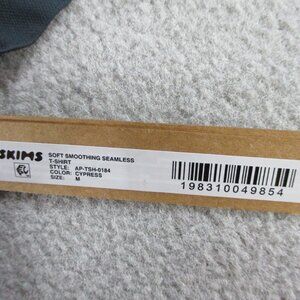 SKIMS
SOFT SMOOTHING SEAMLESS
T-SHIRT
STYLE: AP-TSH-0184
COLOR: CYPRESS
SIZE: M
198310049854